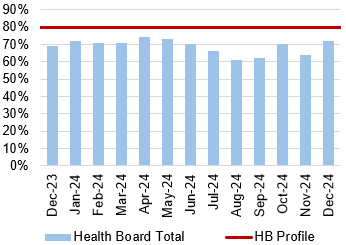 90%
80%
70%
60%
50%
40%
30%
20%
10%
0%
Dec-23
Jan-24
Feb-24
Mar-24
Apr-24
May-24
Jun-24
Jul-24
Aug-24
Sep-24
Oct-24
Nov-24
Dec-24
Health Board Total
HB Profile